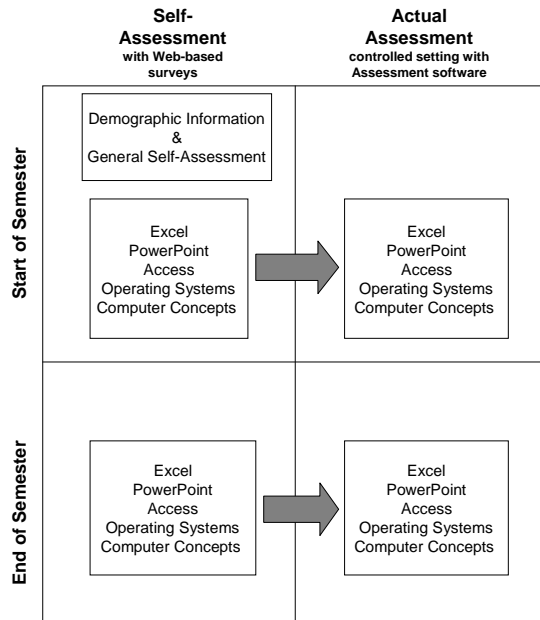 Self-
Assessment
with Web-based
surveys
Actual
Assessment
controlled setting with
Assessment software
Start of Semester
Demographic Information
&
General Self-Assessment
Excel
PowerPoint
Access
Operating Systems
Computer Concepts
Excel
PowerPoint
Access
Operating Systems
Computer Concepts
End of Semester
Excel
PowerPoint
Access
Operating Systems
Computer Concepts
Excel
PowerPoint
Access
Operating Systems
Computer Concepts